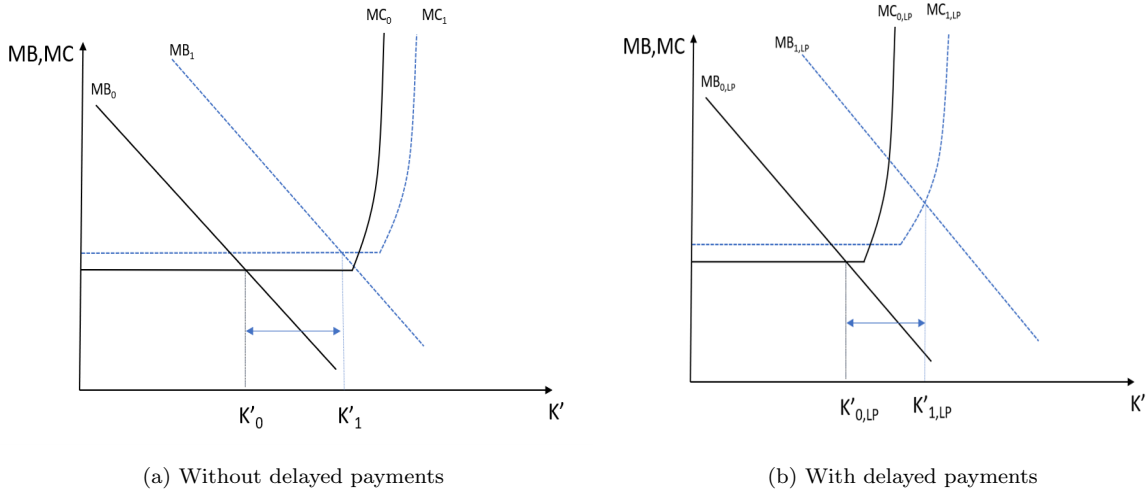 MC₀ MC₁
MB,MC
MB₁
MB₀
K'₀ K'₁ K'
(a) Without delayed payments
MC₀,LP MC₁,LP
MB,MC
MB₁,LP
MB₀,LP
K'₀,LP K'₁,LP K'
(b) With delayed payments